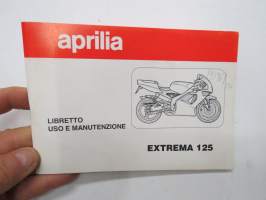 aprilia
LIBRETTO
USO E MANUTENZIONE
EXTREMA 125